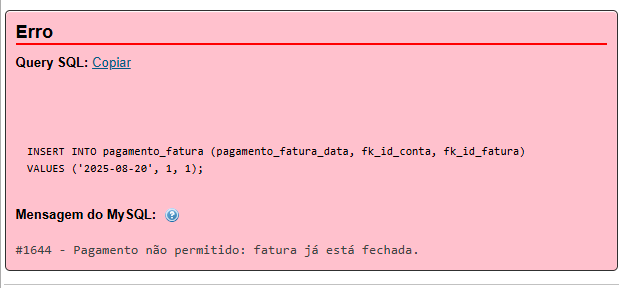 Erro
Query SQL: Copiar
INSERT INTO pagamento_fatura (pagamento_fatura_data, fk_id_conta, fk_id_fatura)
VALUES ('2025-08-20', 1, 1);
Mensagem do MySQL:
#1644 - Pagamento não permitido: fatura já está fechada.